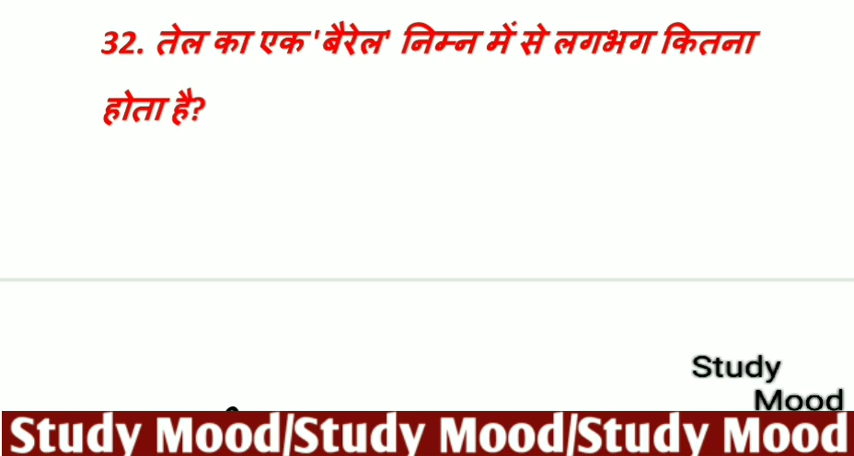 32. तेल का एक 'बैरेल' निम्न में से लगभग कितना
होता है?
Study
Mood
Study Mood/Study Mood/Study Mood